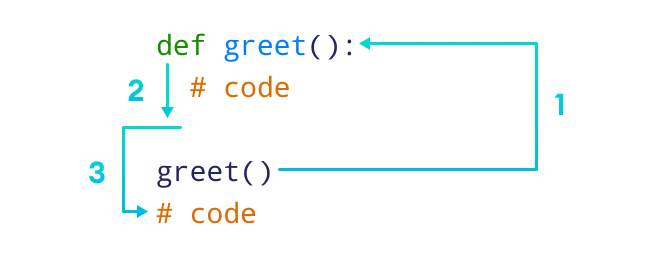 def greet():
2
# code
1
3
greet()
# code